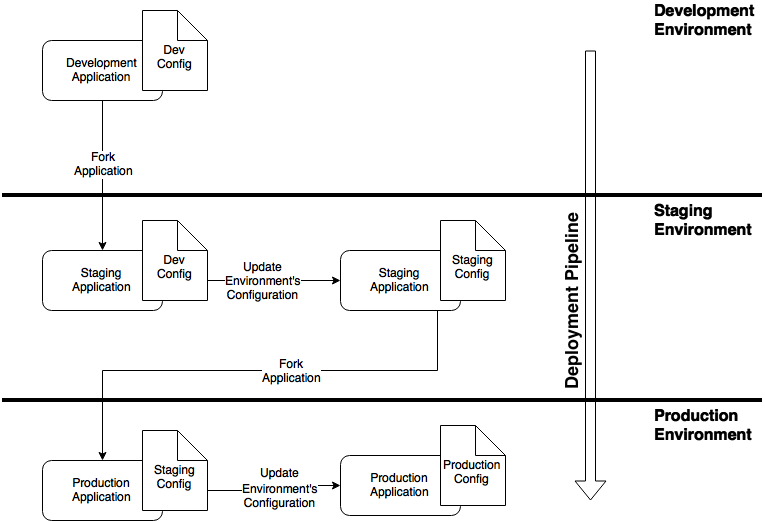 Development
Environment
Dev
Config
Development
Application
Fork
Application
Staging
Environment
Dev
Config
Staging
Application
Update
Environment's
Configuration
Staging
Config
Staging
Application
Deployment Pipeline
Fork
Application
Production
Environment
Staging
Config
Production
Application
Update
Environment's
Configuration
Production
Config
Production
Application